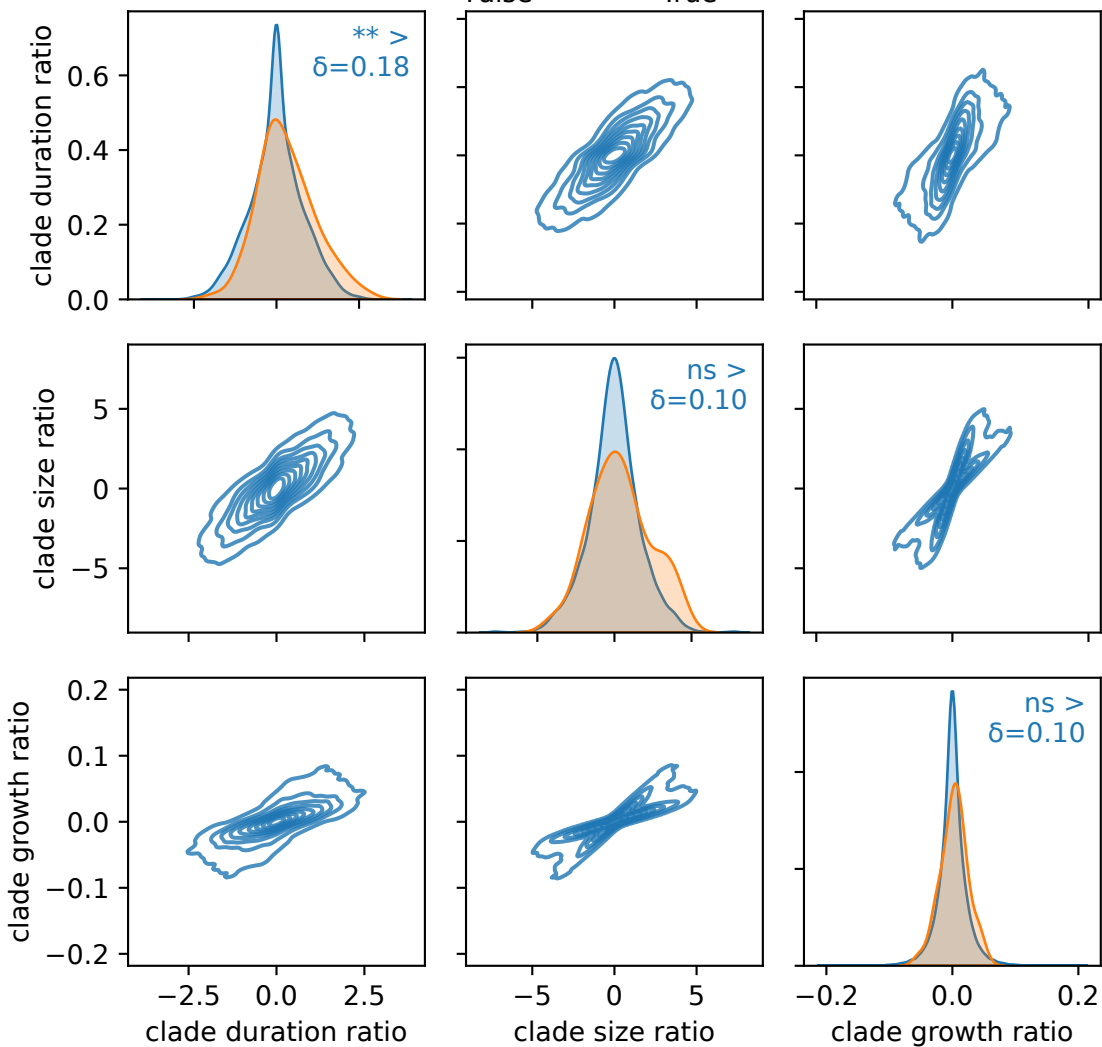 clade duration ratio
0.6
0.4
0.2
0.0
** >
δ=0.18
clade size ratio
5
0
−5
ns >
δ=0.10
clade growth ratio
0.2
0.1
0.0
−0.1
−0.2
ns >
δ=0.10
−2.5 0.0 2.5
−5 0 5
−0.2 0.0 0.2
clade duration ratio
clade size ratio
clade growth ratio